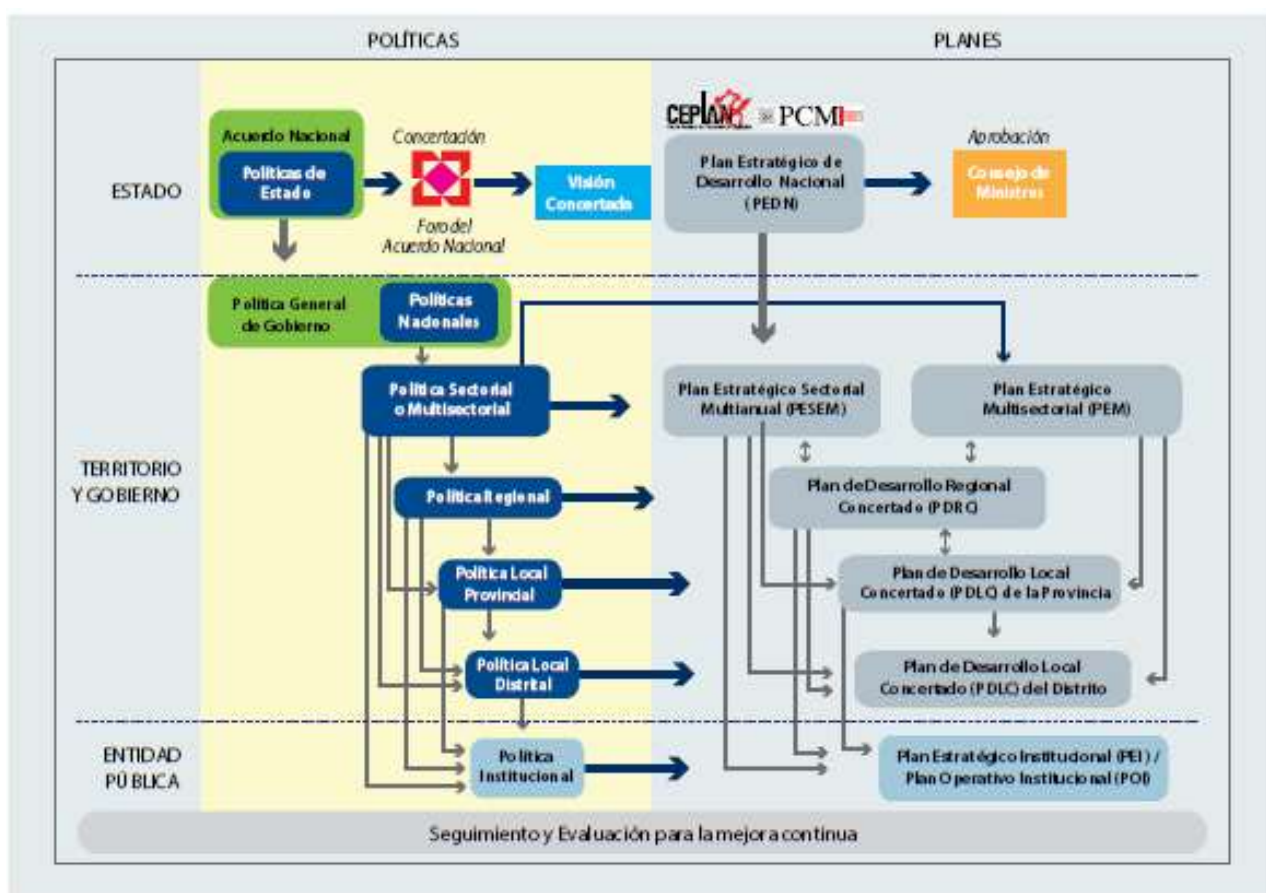 POLÍTICAS
PLANES
ESTADO
Acuerdo Nacional
Políticas de
Estado
Concertación
Foro del
Acuerdo Nacional
Visión
Concertada
CEPLAN
PCM
Plan Estratégico de
Desarrollo Nacional
(PEDN)
Aprobación
Consejo de
Ministros
TERRITORIO
Y GOBIERNO
Política General
de Gobierno
Políticas
Nacionales
Política Sectorial
o Multisectorial
Plan Estratégico Sectorial
Multianual (PESEM)
Plan Estratégico
Multisectorial (PEM)
Política Regional
Plan de Desarrollo Regional
Concertado (PDRC)
Política Local
Provincial
Plan de Desarrollo Local
Concertado (PDLC) de la Provincia
Política Local
Distrital
Plan de Desarrollo Local
Concertado (PDLC) del Distrito
ENTIDAD
PÚBLICA
Política
Institucional
Plan Estratégico Institucional (PEI) /
Plan Operativo Institucional (POI)
Seguimiento y Evaluación para la mejora continua